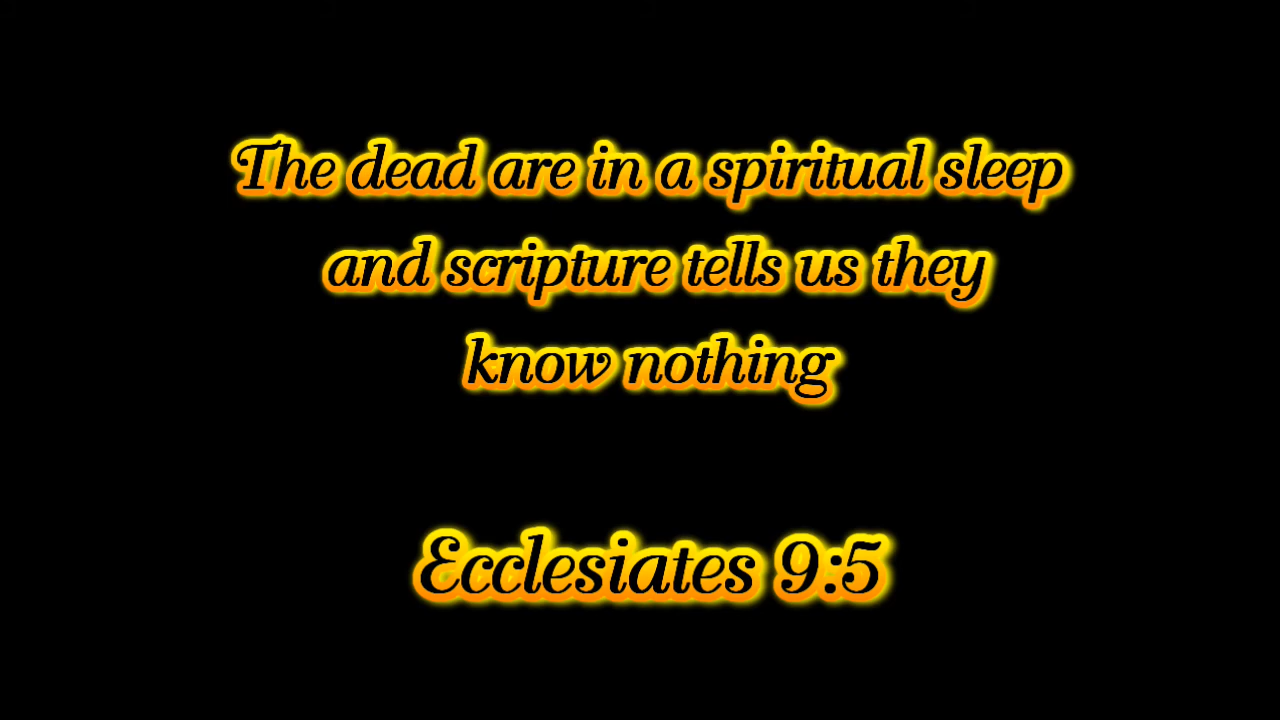 The dead are in a spiritual sleep
and scripture tells us they
know nothing
Ecclesiates 9:5